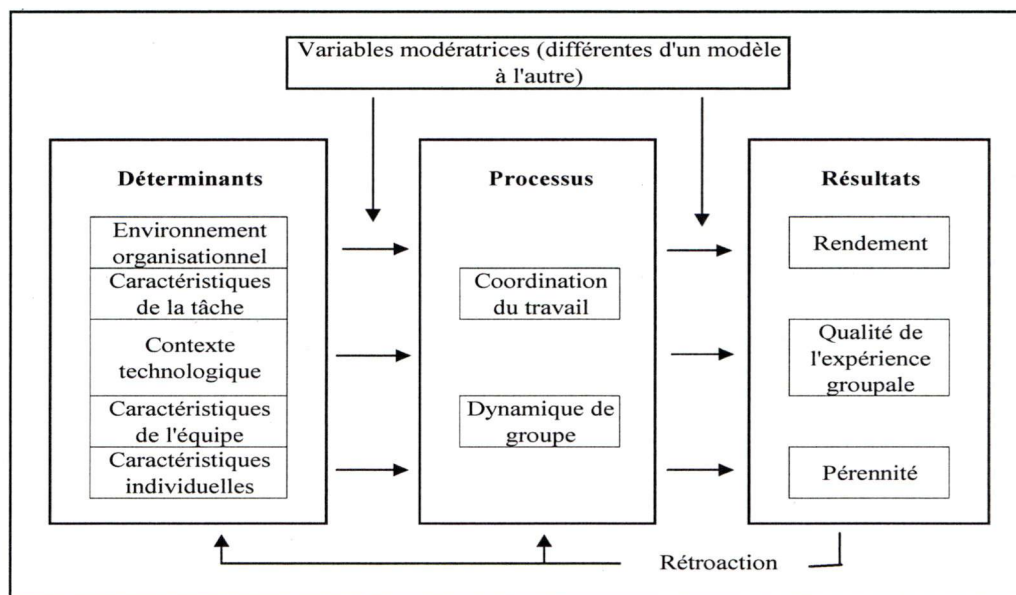 Variables modératrices (différentes d'un modèle
à l'autre)
Déterminants
Environnement
organisationnel
Caractéristiques
de la tâche
Contexte
technologique
Caractéristiques
de l'équipe
Caractéristiques
individuelles
Processus
Coordination
du travail
Dynamique de
groupe
Résultats
Rendement
Qualité de
l'expérience
groupale
Pérennité
Rétroaction